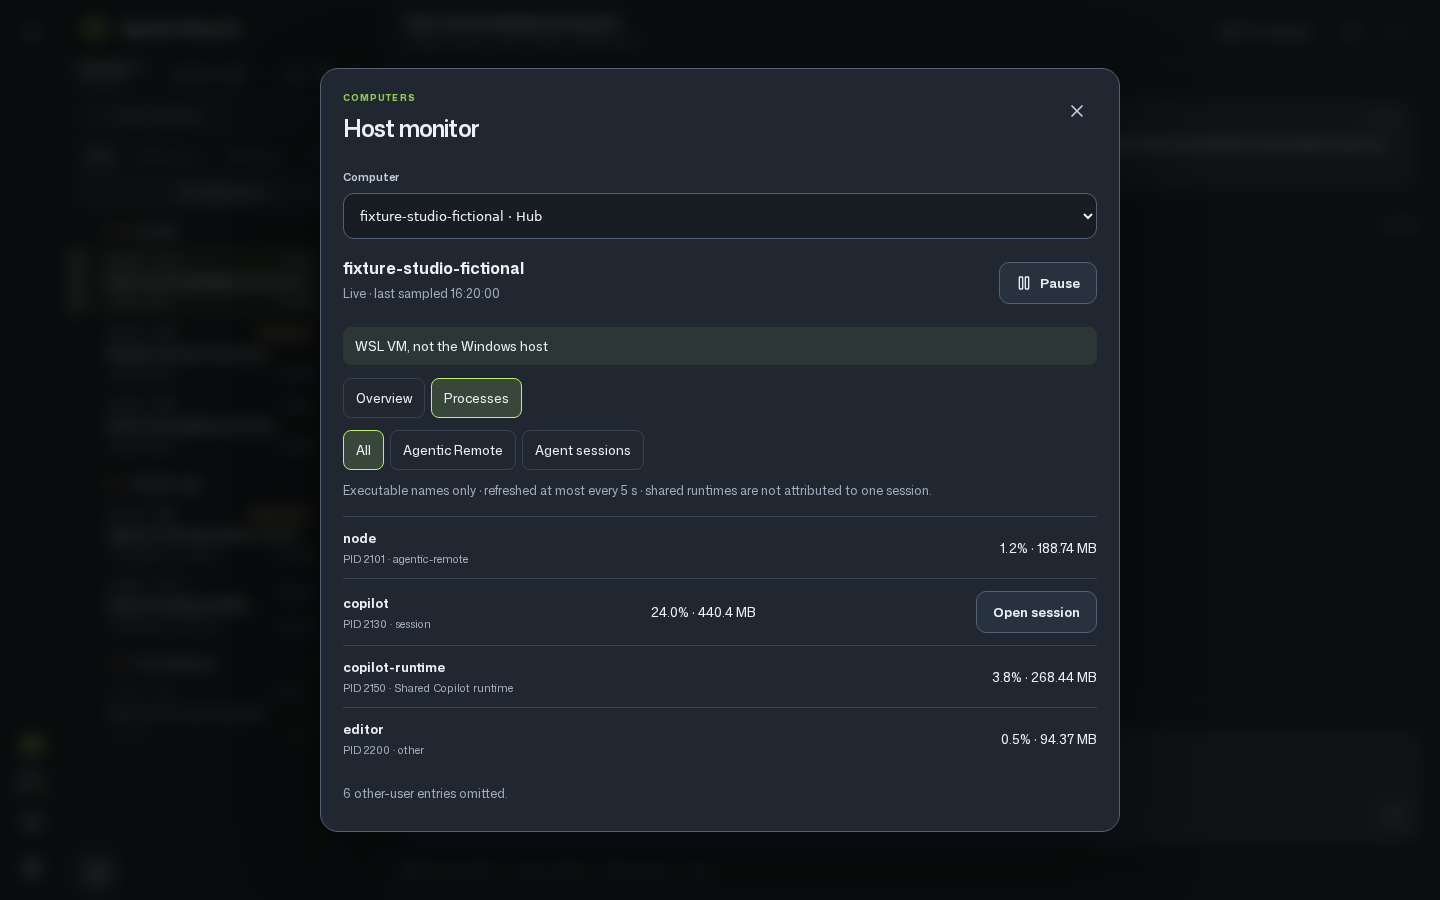 COMPUTERS
Host monitor
Computer
fixture-studio-fictional · Hub
fixture-studio-fictional
Live · last sampled 16:20:00
Pause
WSL VM, not the Windows host
Overview
Processes
All
Agentic Remote
Agent sessions
Executable names only · refreshed at most every 5 s · shared runtimes are not attributed to one session.
node
PID 2101 · agentic-remote
1.2% · 188.74 MB
copilot
PID 2130 · session
24.0% · 440.4 MB
Open session
copilot-runtime
PID 2150 · Shared Copilot runtime
3.8% · 268.44 MB
editor
PID 2200 · other
0.5% · 94.37 MB
6 other-user entries omitted.